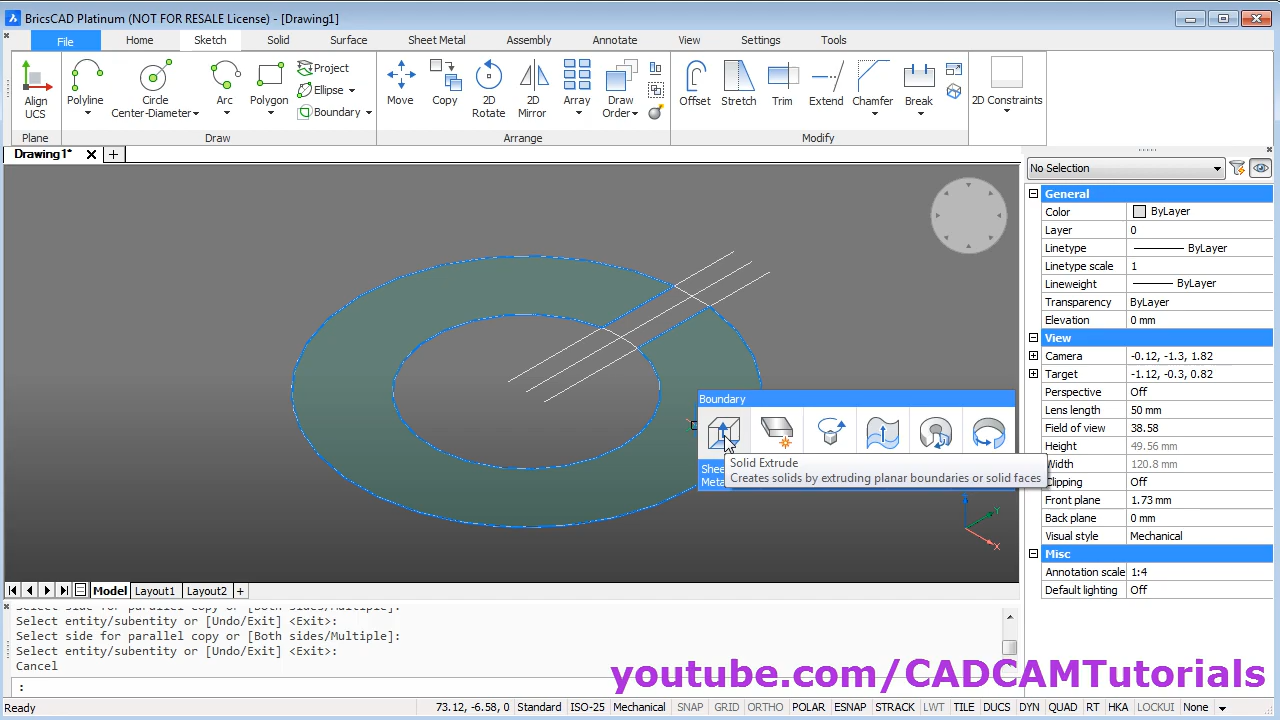 BricsCAD Platinum (NOT FOR RESALE License) - [Drawing1]
File Home Sketch Solid Surface Sheet Metal Assembly Annotate View Settings Tools
Align UCS
Polyline
Circle Center-Diameter
Arc
Polygon
Project
Ellipse
Boundary
Move
Copy
2D Rotate
2D Mirror
Array
Draw Order
Offset
Stretch
Trim
Extend
Chamfer
Break
2D Constraints
Plane Draw Arrange Modify
Drawing1*
No Selection
General
Color ByLayer
Layer 0
Linetype ByLayer
Linetype scale 1
Lineweight ByLayer
Transparency ByLayer
Elevation 0 mm
View
Camera -0.12, -1.3, 1.82
Target -1.12, -0.3, 0.82
Perspective Off
Lens length 50 mm
Field of view 38.58
Height 49.56 mm
Width 120.8 mm
Clipping Off
Front plane 1.73 mm
Back plane 0 mm
Visual style Mechanical
Misc
Annotation scale 1:4
Default lighting Off
Boundary
Solid Extrude
Creates solids by extruding planar boundaries or solid faces
Metal
Y
X
Model Layout1 Layout2 +
Select side for parallel copy or [Both sides/Multiple]:
Select entity/subentity or [Undo/Exit] <Exit>:
Select side for parallel copy or [Both sides/Multiple]:
Select entity/subentity or [Undo/Exit] <Exit>:
Cancel
:
youtube.com/CADCAMTutorials
Ready 73.12, -6.58, 0 Standard ISO-25 Mechanical SNAP GRID ORTHO POLAR ESNAP STRACK LWT TILE DUCS DYN QUAD RT HKA LOCKUI None